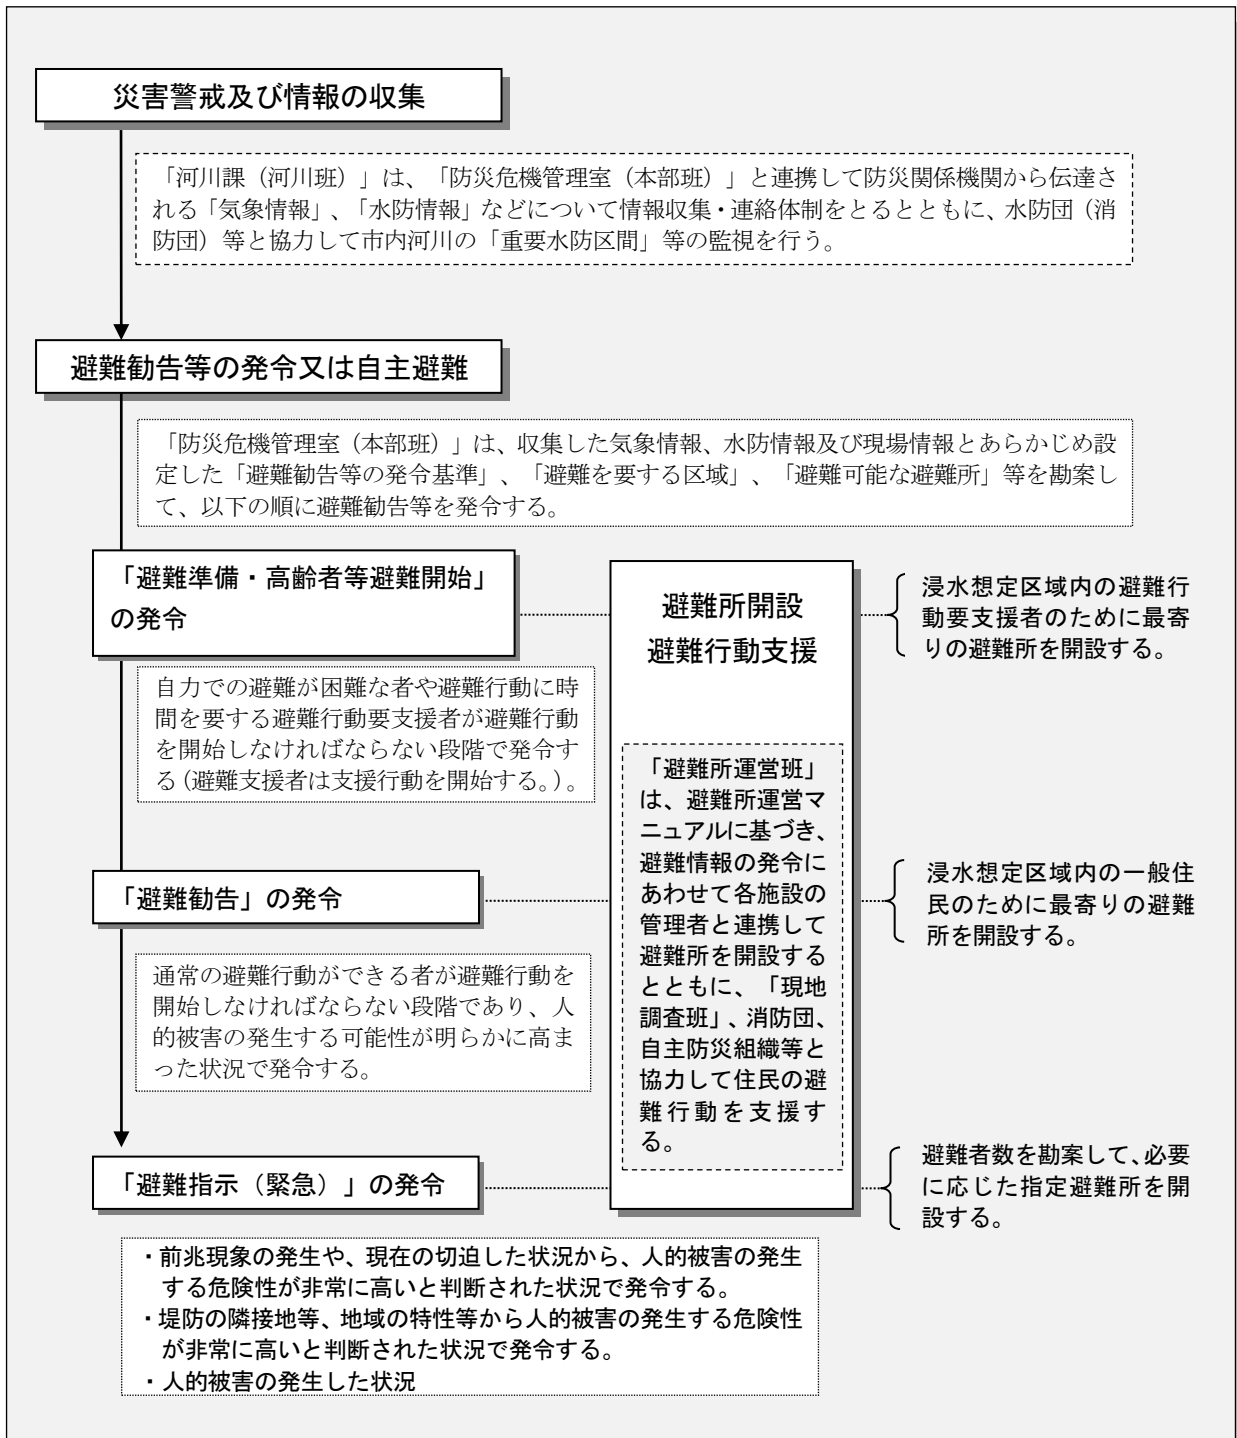 災害警戒及び情報の収集
「河川課（河川班）」は、「防災危機管理室（本部班）」と連携して防災関係機関から伝達さ
れる「気象情報」、「水防情報」などについて情報収集・連絡体制をとるとともに、水防団（消
防団）等と協力して市内河川の「重要水防区間」等の監視を行う。
避難勧告等の発令又は自主避難
「防災危機管理室（本部班）」は、収集した気象情報、水防情報及び現場情報とあらかじめ設
定した「避難勧告等の発令基準」、「避難を要する区域」、「避難可能な避難所」等を勘案し
て、以下の順に避難勧告等を発令する。
「避難準備・高齢者等避難開始」
の発令
自力での避難が困難な者や避難行動に時
間を要する避難行動要支援者が避難行動
を開始しなければならない段階で発令す
る（避難支援者は支援行動を開始する。）。
「避難勧告」の発令
通常の避難行動ができる者が避難行動を
開始しなければならない段階であり、人
的被害の発生する可能性が明らかに高ま
った状況で発令する。
「避難指示（緊急）」の発令
・前兆現象の発生や、現在の切迫した状況から、人的被害の発生
する危険性が非常に高いと判断された状況で発令する。
・堤防の隣接地等、地域の特性等から人的被害の発生する危険性
が非常に高いと判断された状況で発令する。
・人的被害の発生した状況
避難所開設
避難行動支援
「避難所運営班」
は、避難所運営マ
ニュアルに基づき、
避難情報の発令に
あわせて各施設の
管理者と連携して
避難所を開設する
とともに、「現地
調査班」、消防団、
自主防災組織等と
協力して住民の避
難行動を支援す
る。
浸水想定区域内の避難行
動要支援者のために最寄
りの避難所を開設する。
浸水想定区域内の一般住
民のために最寄りの避難
所を開設する。
避難者数を勘案して、必要
に応じた指定避難所を開
設する。